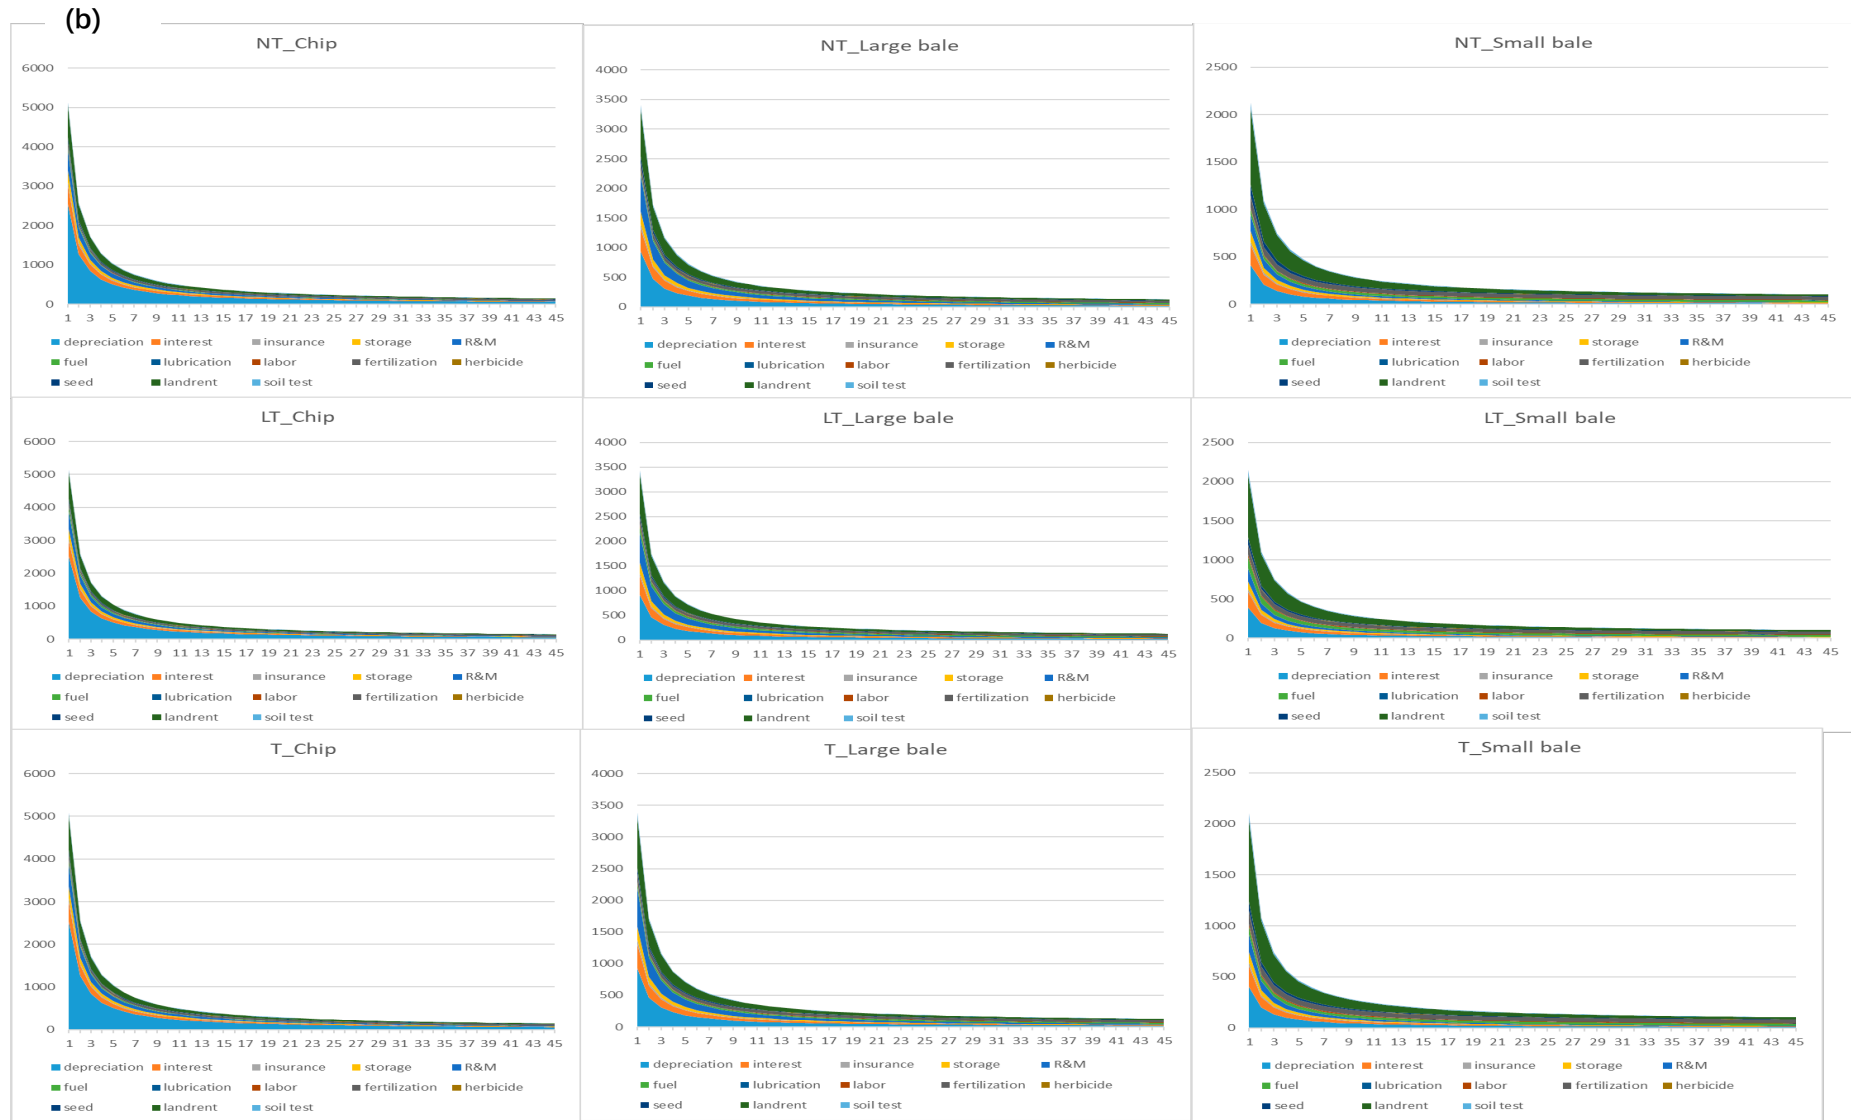 (b)
NT_Chip
6000
5000
4000
3000
2000
1000
0
1 3 5 7 9 11 13 15 17 19 21 23 25 27 29 31 33 35 37 39 41 43 45
depreciation interest insurance storage R&M
fuel lubrication labor fertilization herbicide
seed landrent soil test
NT_Large bale
4000
3500
3000
2500
2000
1500
1000
500
0
1 3 5 7 9 11 13 15 17 19 21 23 25 27 29 31 33 35 37 39 41 43 45
depreciation interest insurance storage R&M
fuel lubrication labor fertilization herbicide
seed landrent soil test
NT_Small bale
2500
2000
1500
1000
500
0
1 3 5 7 9 11 13 15 17 19 21 23 25 27 29 31 33 35 37 39 41 43 45
depreciation interest insurance storage R&M
fuel lubrication labor fertilization herbicide
seed landrent soil test
LT_Chip
6000
5000
4000
3000
2000
1000
0
1 3 5 7 9 11 13 15 17 19 21 23 25 27 29 31 33 35 37 39 41 43 45
depreciation interest insurance storage R&M
fuel lubrication labor fertilization herbicide
seed landrent soil test
LT_Large bale
4000
3500
3000
2500
2000
1500
1000
500
0
1 3 5 7 9 11 13 15 17 19 21 23 25 27 29 31 33 35 37 39 41 43 45
depreciation interest insurance storage R&M
fuel lubrication labor fertilization herbicide
seed landrent soil test
LT_Small bale
2500
2000
1500
1000
500
0
1 3 5 7 9 11 13 15 17 19 21 23 25 27 29 31 33 35 37 39 41 43 45
depreciation interest insurance storage R&M
fuel lubrication labor fertilization herbicide
seed landrent soil test
T_Chip
6000
5000
4000
3000
2000
1000
0
1 3 5 7 9 11 13 15 17 19 21 23 25 27 29 31 33 35 37 39 41 43 45
depreciation interest insurance storage R&M
fuel lubrication labor fertilization herbicide
seed landrent soil test
T_Large bale
4000
3500
3000
2500
2000
1500
1000
500
0
1 3 5 7 9 11 13 15 17 19 21 23 25 27 29 31 33 35 37 39 41 43 45
depreciation interest insurance storage R&M
fuel lubrication labor fertilization herbicide
seed landrent soil test
T_Small bale
2500
2000
1500
1000
500
0
1 3 5 7 9 11 13 15 17 19 21 23 25 27 29 31 33 35 37 39 41 43 45
depreciation interest insurance storage R&M
fuel lubrication labor fertilization herbicide
seed landrent soil test